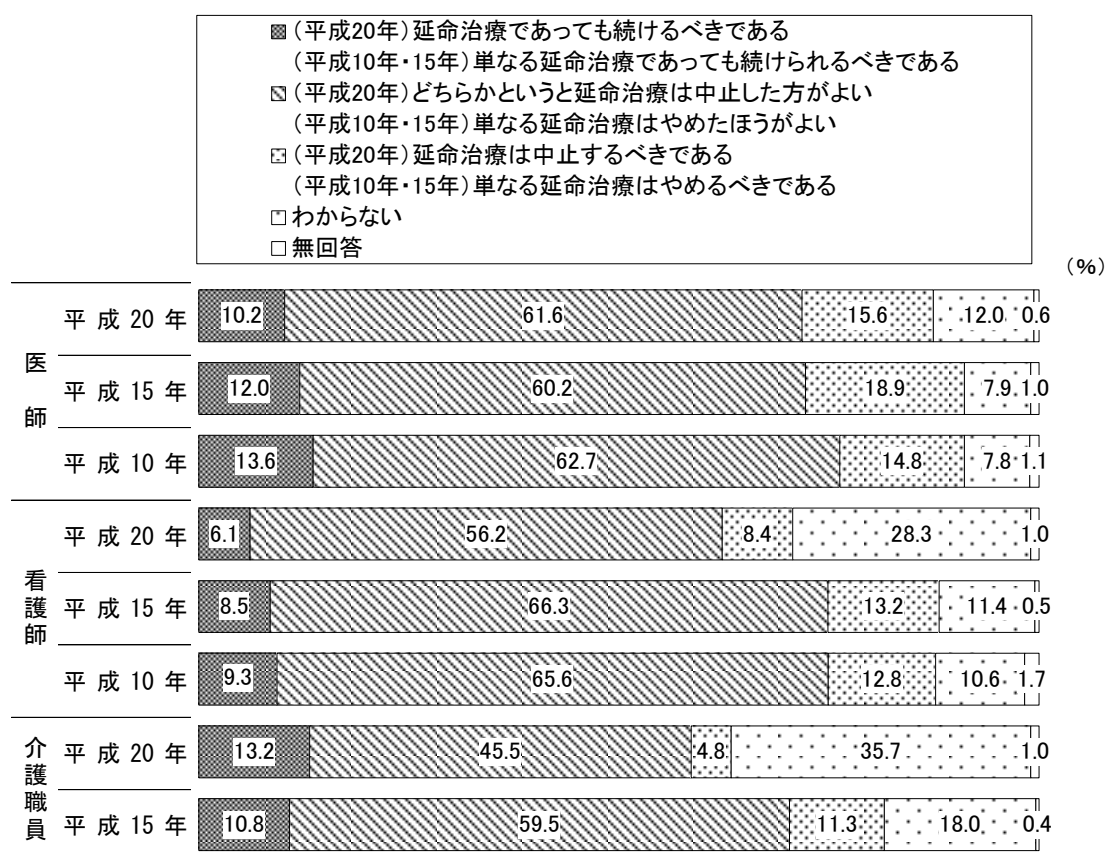 (平成20年)延命治療であっても続けるべきである
(平成10年・15年)単なる延命治療であっても続けられるべきである
(平成20年)どちらかというと延命治療は中止した方がよい
(平成10年・15年)単なる延命治療はやめたほうがよい
(平成20年)延命治療は中止するべきである
(平成10年・15年)単なる延命治療はやめるべきである
わからない
無回答
(%)
医師
平成20年 10.2 61.6 15.6 12.0 0.6
平成15年 12.0 60.2 18.9 7.9 1.0
平成10年 13.6 62.7 14.8 7.8 1.1
看護師
平成20年 6.1 56.2 8.4 28.3 1.0
平成15年 8.5 66.3 13.2 11.4 0.5
平成10年 9.3 65.6 12.8 10.6 1.7
介護職員
平成20年 13.2 45.5 4.8 35.7 1.0
平成15年 10.8 59.5 11.3 18.0 0.4